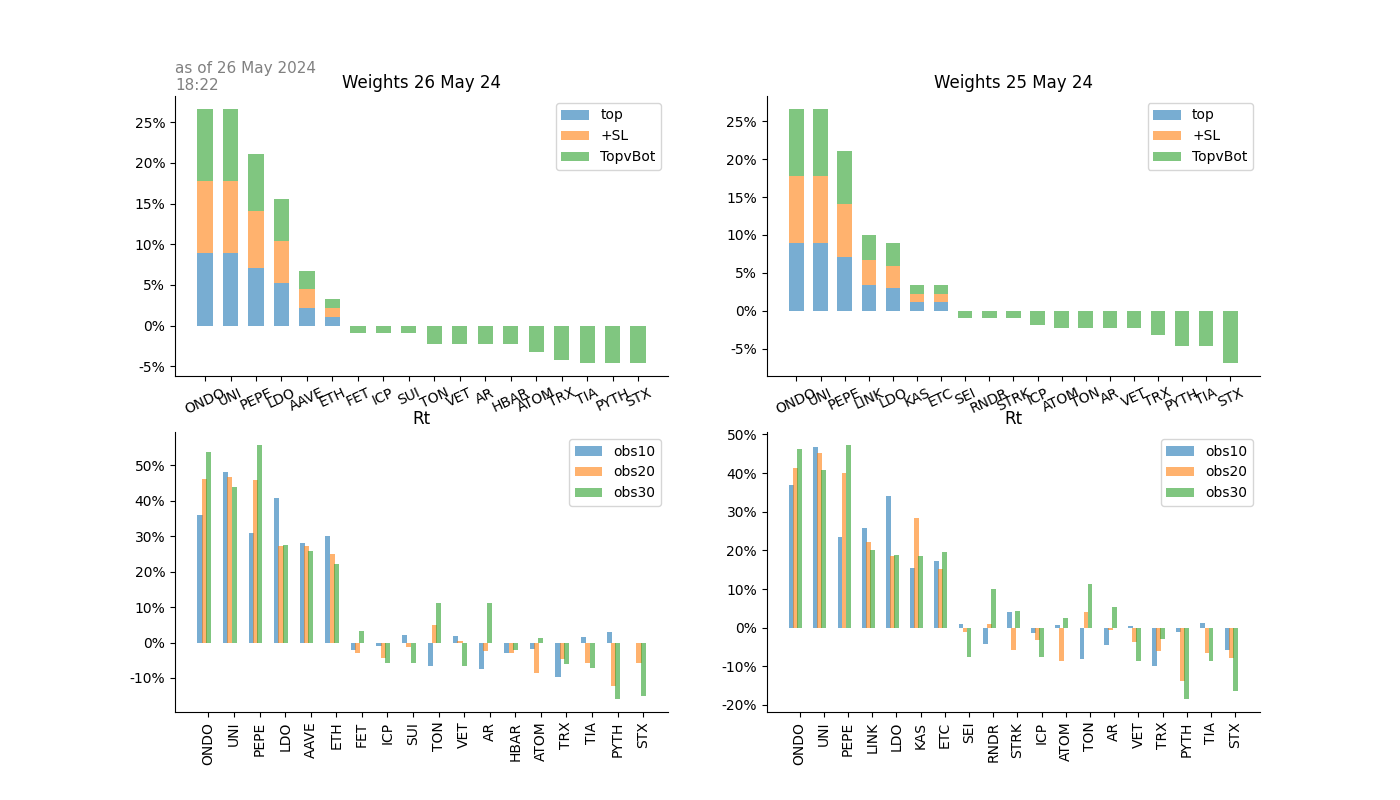 as of 26 May 2024
18:22
Weights 26 May 24
25%
20%
15%
10%
5%
0%
-5%
top
+SL
TopvBot
ONDO UNI PEPE LDO AAVE ETH FET ICP SUI TON VET AR HBAR ATOM TRX TIA PYTH STX
Weights 25 May 24
25%
20%
15%
10%
5%
0%
-5%
top
+SL
TopvBot
ONDO UNI PEPE LINK LDO KAS ETC SEI RNDR STRK ICP ATOM TON AR VET TRX PYTH TIA STX
Rt
50%
40%
30%
20%
10%
0%
-10%
obs10
obs20
obs30
ONDO UNI PEPE LDO AAVE ETH FET ICP SUI TON VET AR HBAR ATOM TRX TIA PYTH STX
Rt
50%
40%
30%
20%
10%
0%
-10%
-20%
obs10
obs20
obs30
ONDO UNI PEPE LINK LDO KAS ETC SEI RNDR STRK ICP ATOM TON AR VET TRX PYTH TIA STX